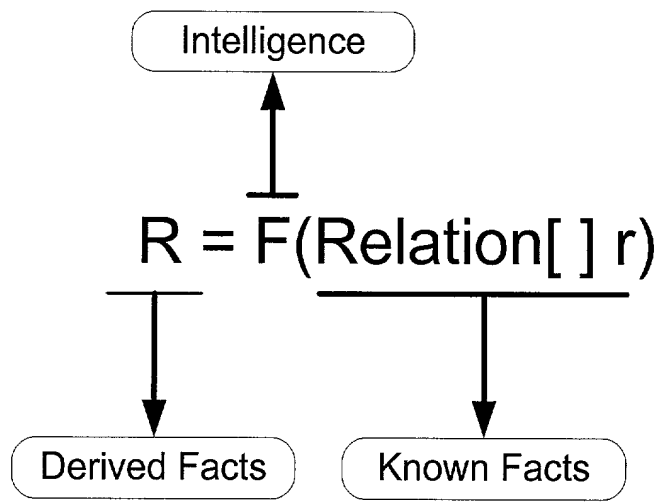 Intelligence
R = F(Relation[ ] r)
Derived Facts
Known Facts